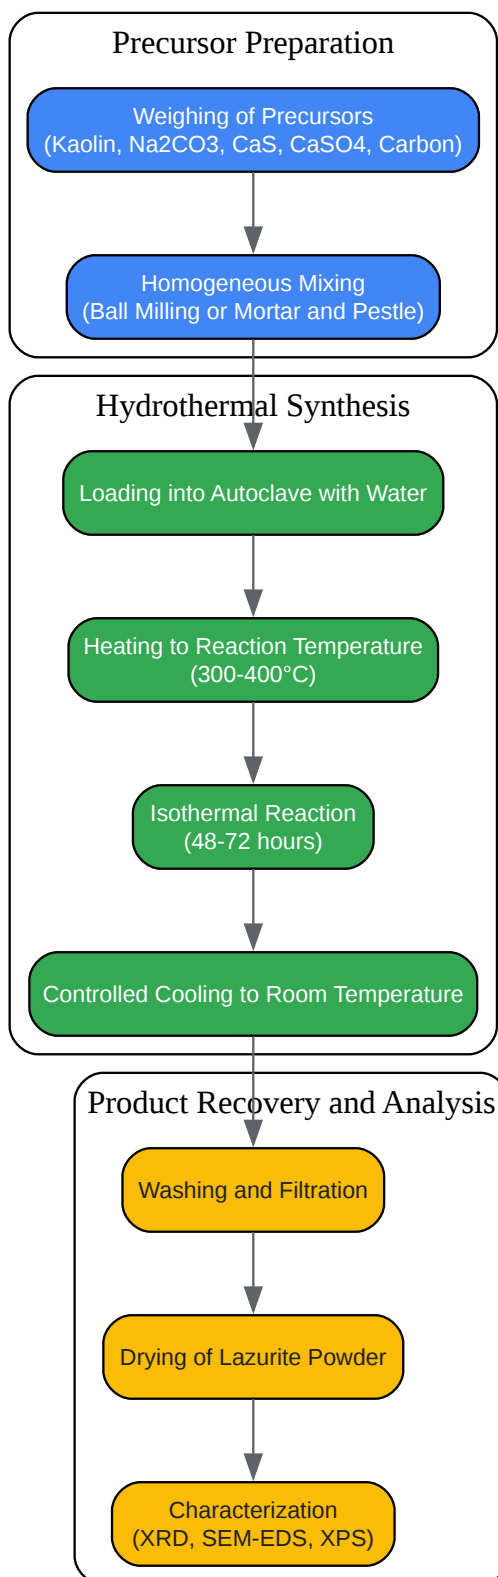 Precursor Preparation
Weighing of Precursors
(Kaolin, Na2CO3, CaS, CaSO4, Carbon)
Homogeneous Mixing
(Ball Milling or Mortar and Pestle)
Hydrothermal Synthesis
Loading into Autoclave with Water
Heating to Reaction Temperature
(300-400°C)
Isothermal Reaction
(48-72 hours)
Controlled Cooling to Room Temperature
Product Recovery and Analysis
Washing and Filtration
Drying of Lazurite Powder
Characterization
(XRD, SEM-EDS, XPS)